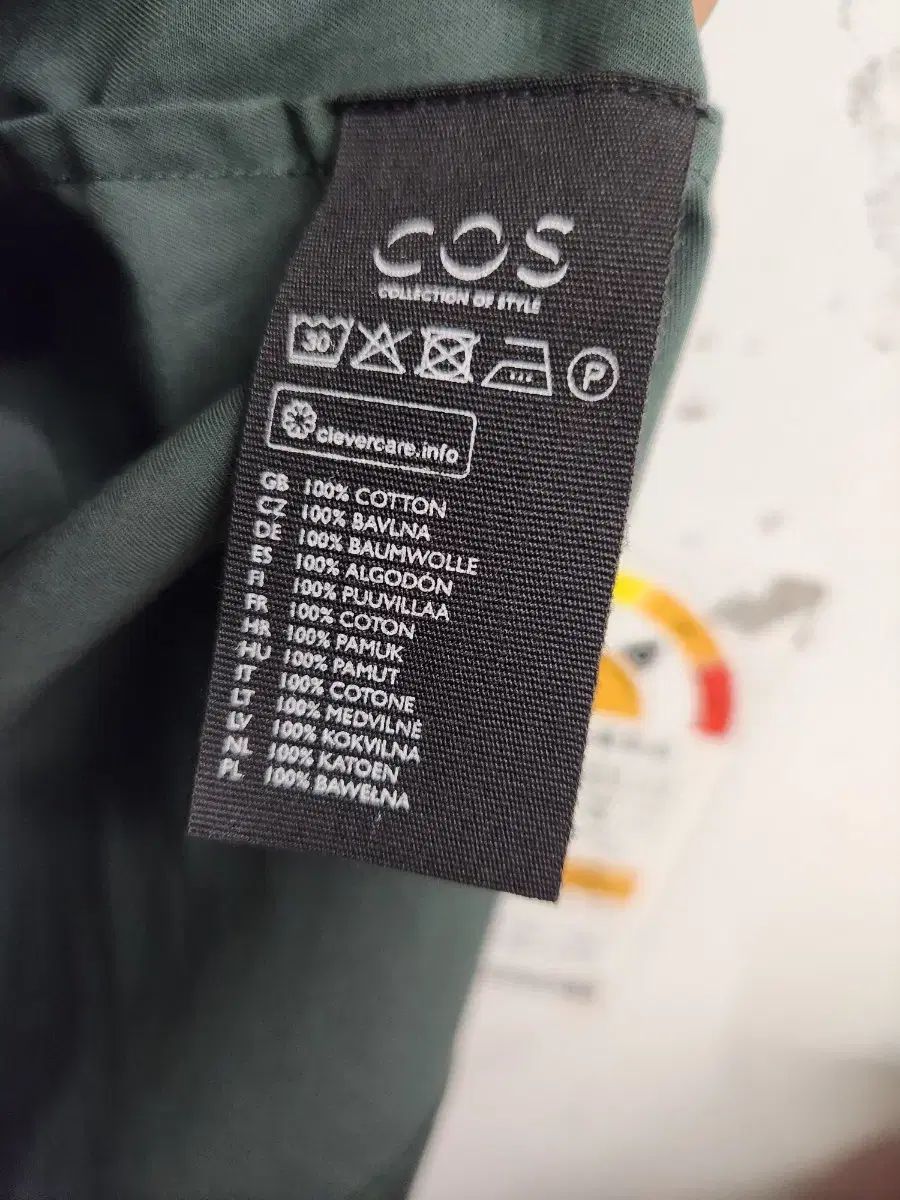 COS
COLLECTION OF STYLE
30
P
clevercare.info
GB 100% COTTON
CZ 100% BAVLNA
DE 100% BAUMWOLLE
ES 100% ALGODÓN
FI 100% PUUVILLAA
FR 100% COTON
HR 100% PAMUK
HU 100% PAMUT
IT 100% COTONE
LT 100% MEDVILNĖ
LV 100% KOKVILNA
NL 100% KATOEN
PL 100% BAWEŁNA